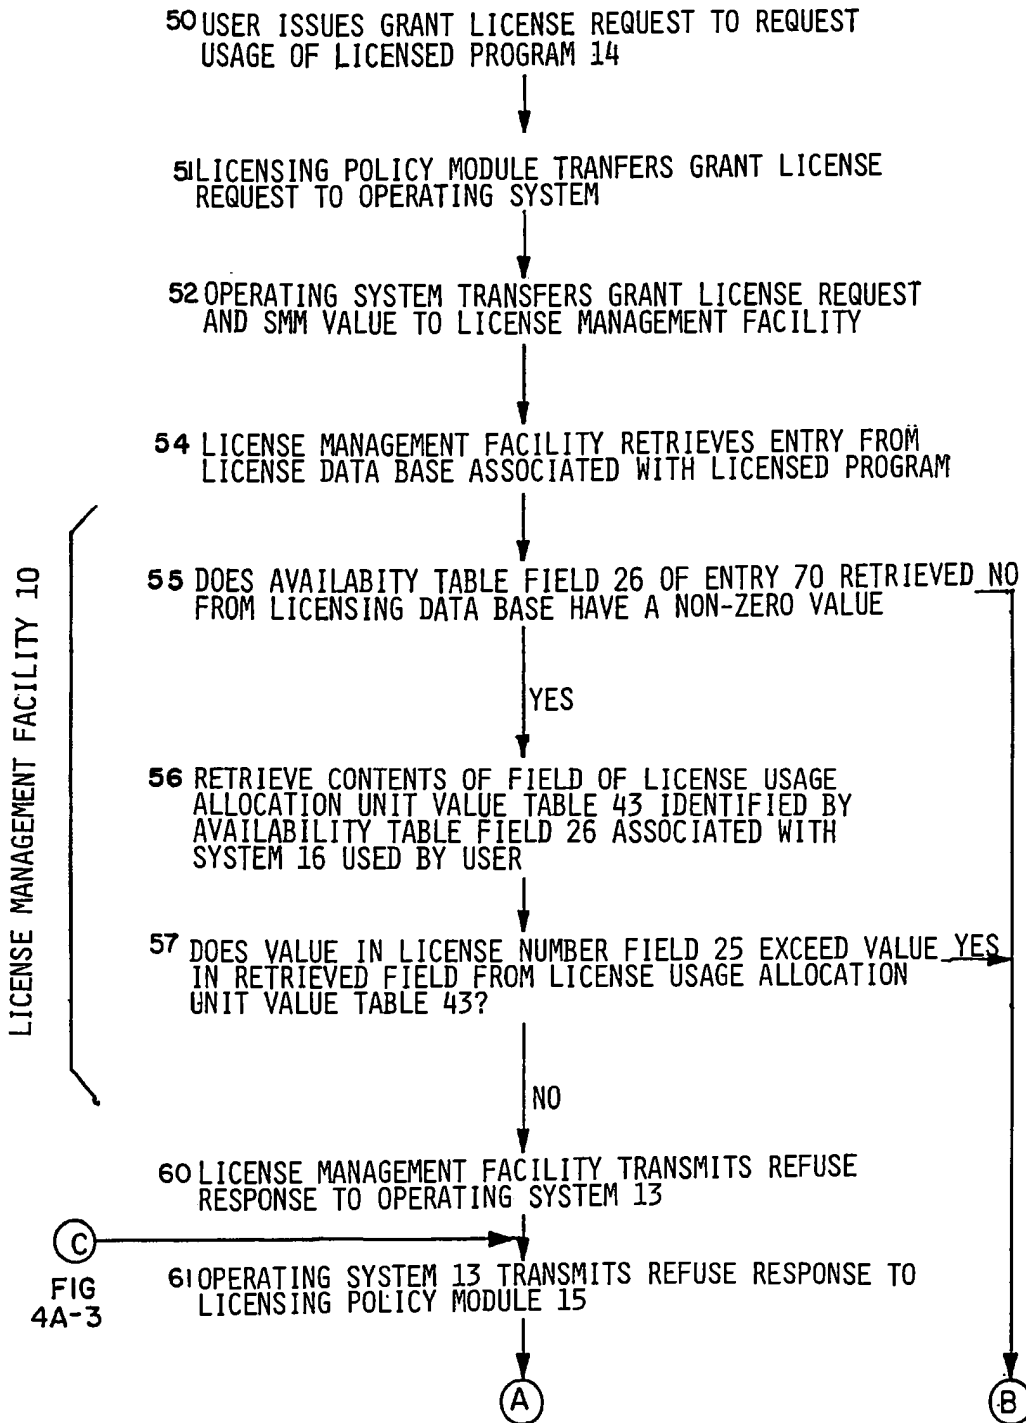 50 USER ISSUES GRANT LICENSE REQUEST TO REQUEST
USAGE OF LICENSED PROGRAM 14
51 LICENSING POLICY MODULE TRANFERS GRANT LICENSE
REQUEST TO OPERATING SYSTEM
52 OPERATING SYSTEM TRANSFERS GRANT LICENSE REQUEST
AND SMM VALUE TO LICENSE MANAGEMENT FACILITY
54 LICENSE MANAGEMENT FACILITY RETRIEVES ENTRY FROM
LICENSE DATA BASE ASSOCIATED WITH LICENSED PROGRAM
LICENSE MANAGEMENT FACILITY 10
55 DOES AVAILABITY TABLE FIELD 26 OF ENTRY 70 RETRIEVED NO
FROM LICENSING DATA BASE HAVE A NON-ZERO VALUE
YES
56 RETRIEVE CONTENTS OF FIELD OF LICENSE USAGE
ALLOCATION UNIT VALUE TABLE 43 IDENTIFIED BY
AVAILABILITY TABLE FIELD 26 ASSOCIATED WITH
SYSTEM 16 USED BY USER
57 DOES VALUE IN LICENSE NUMBER FIELD 25 EXCEED VALUE YES
IN RETRIEVED FIELD FROM LICENSE USAGE ALLOCATION
UNIT VALUE TABLE 43?
NO
60 LICENSE MANAGEMENT FACILITY TRANSMITS REFUSE
RESPONSE TO OPERATING SYSTEM 13
C
FIG
4A-3
61 OPERATING SYSTEM 13 TRANSMITS REFUSE RESPONSE TO
LICENSING POLICY MODULE 15
A
B